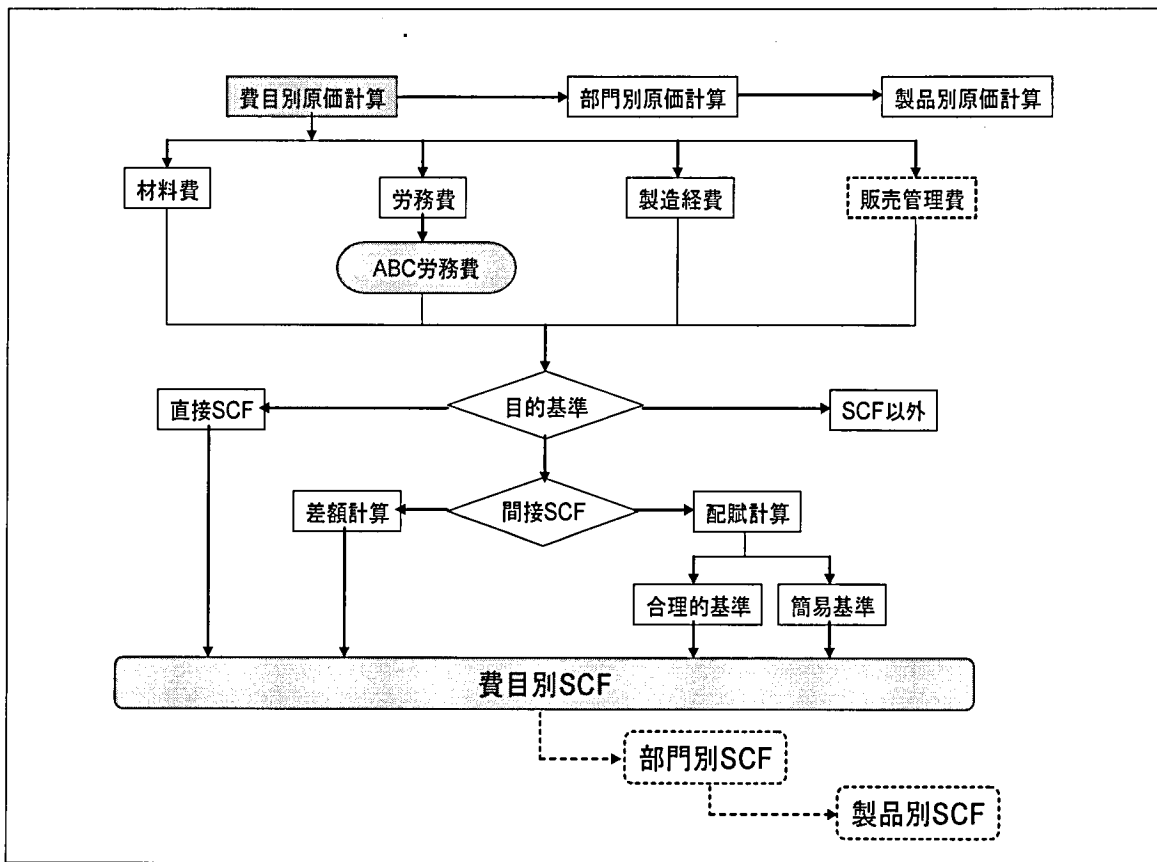 費目別原価計算
部門別原価計算
製品別原価計算
材料費
労務費
製造経費
販売管理費
ABC労務費
直接SCF
目的基準
SCF以外
差額計算
間接SCF
配賦計算
合理的基準
簡易基準
費目別SCF
部門別SCF
製品別SCF